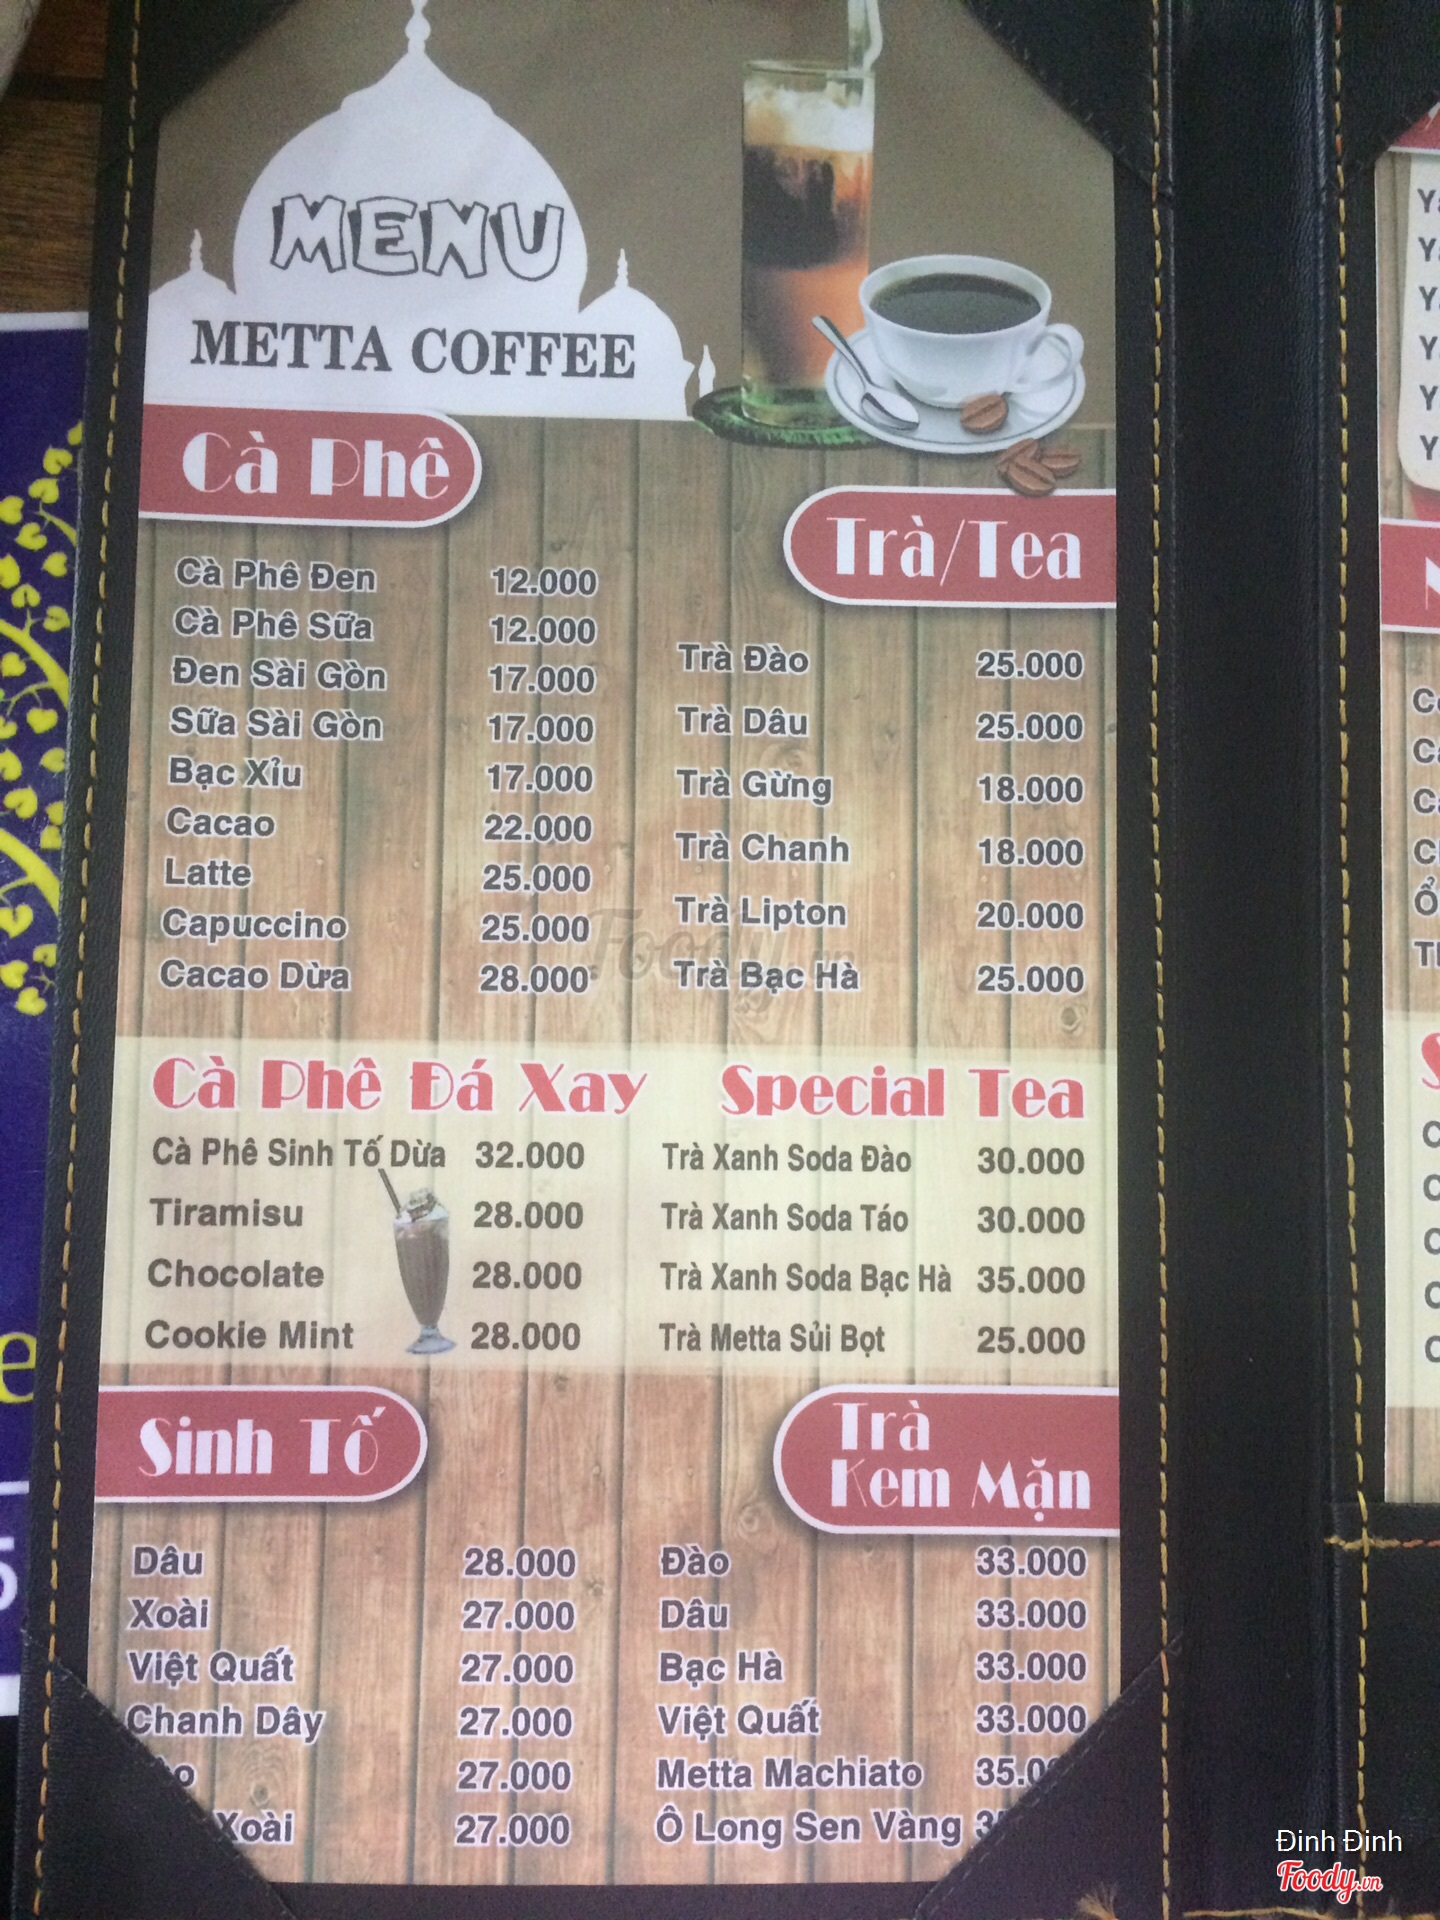 MENU
METTA COFFEE
Cà Phê
Cà Phê Đen 12.000
Cà Phê Sữa 12.000
Đen Sài Gòn 17.000
Sữa Sài Gòn 17.000
Bạc Xỉu 17.000
Cacao 22.000
Latte 25.000
Capuccino 25.000
Cacao Dừa 28.000
Trà/Tea
Trà Đào 25.000
Trà Dâu 25.000
Trà Gừng 18.000
Trà Chanh 18.000
Trà Lipton 20.000
Trà Bạc Hà 25.000
Foody.vn
Cà Phê Đá Xay
Cà Phê Sinh Tố Dừa 32.000
Tiramisu 28.000
Chocolate 28.000
Cookie Mint 28.000
Special Tea
Trà Xanh Soda Đào 30.000
Trà Xanh Soda Táo 30.000
Trà Xanh Soda Bạc Hà 35.000
Trà Metta Sủi Bọt 25.000
Sinh Tố
Dâu 28.000
Xoài 27.000
Việt Quất 27.000
Chanh Dây 27.000
27.000
Xoài 27.000
Trà
Kem Mặn
Đào 33.000
Dâu 33.000
Bạc Hà 33.000
Việt Quất 33.000
Metta Machiato
Ô Long Sen Vàng
Đinh Đinh
Foody.vn